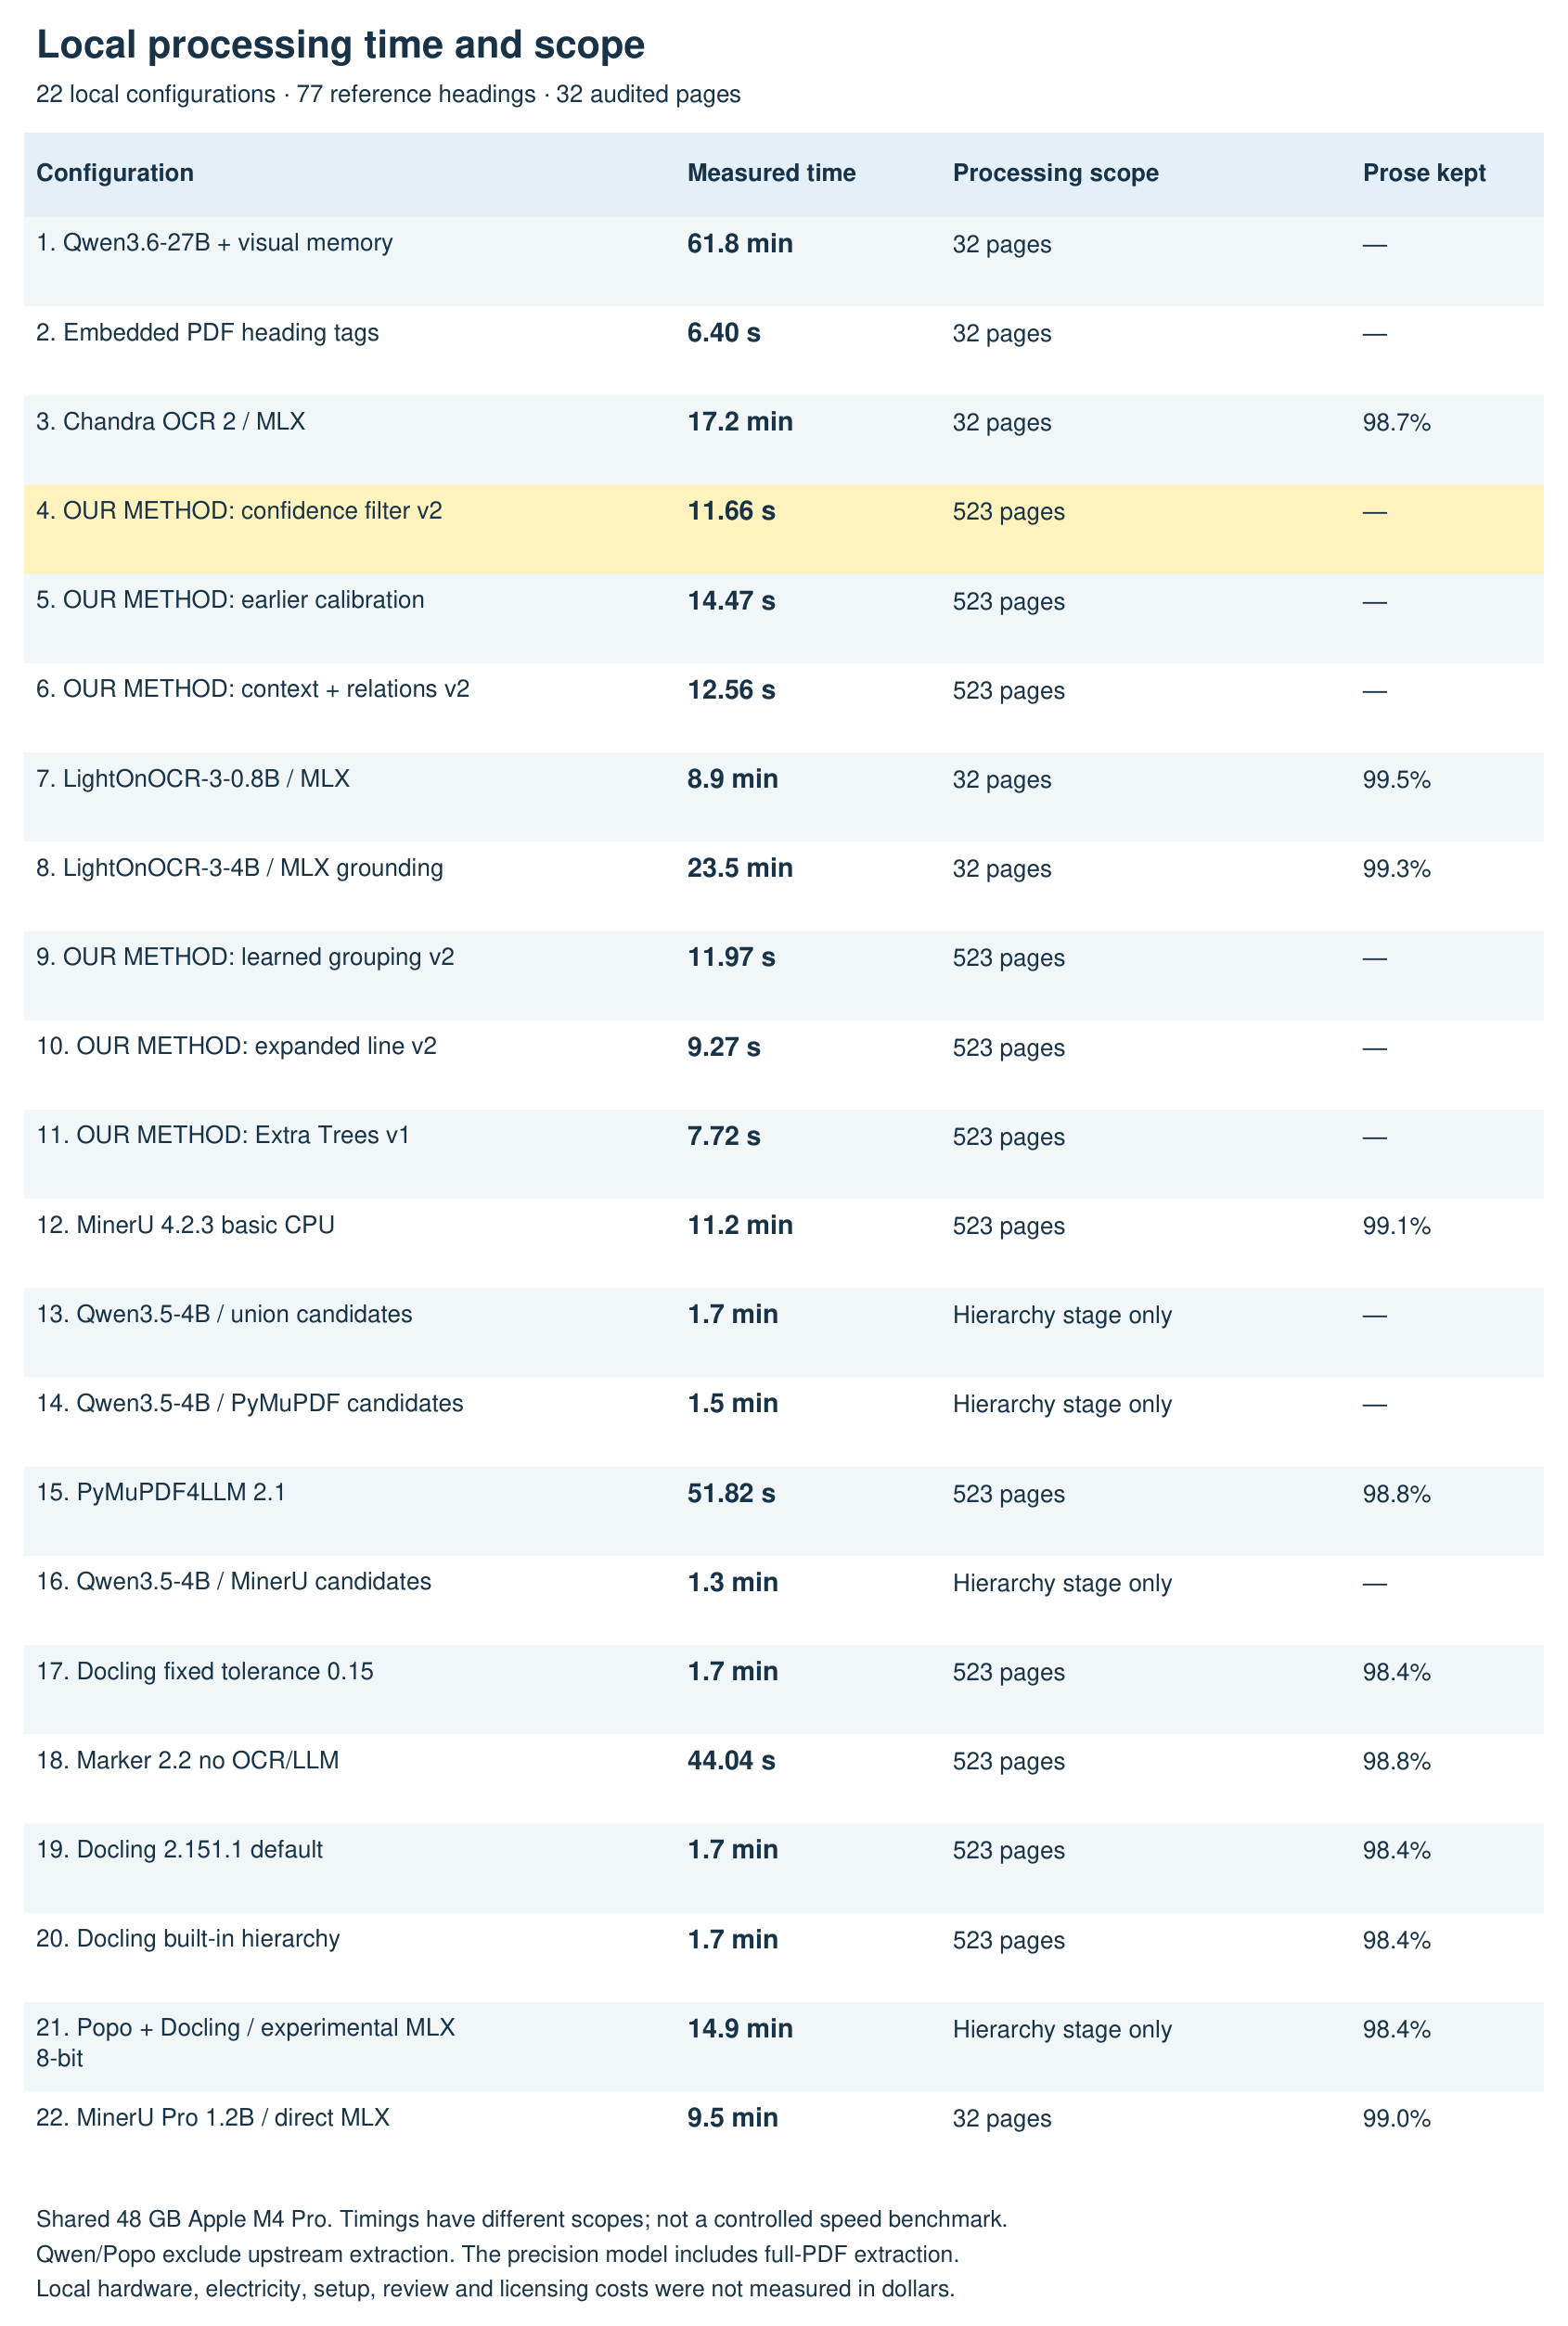 Local processing time and scope
22 local configurations · 77 reference headings · 32 audited pages
Configuration Measured time Processing scope Prose kept
1. Qwen3.6-27B + visual memory 61.8 min 32 pages —
2. Embedded PDF heading tags 6.40 s 32 pages —
3. Chandra OCR 2 / MLX 17.2 min 32 pages 98.7%
4. OUR METHOD: confidence filter v2 11.66 s 523 pages —
5. OUR METHOD: earlier calibration 14.47 s 523 pages —
6. OUR METHOD: context + relations v2 12.56 s 523 pages —
7. LightOnOCR-3-0.8B / MLX 8.9 min 32 pages 99.5%
8. LightOnOCR-3-4B / MLX grounding 23.5 min 32 pages 99.3%
9. OUR METHOD: learned grouping v2 11.97 s 523 pages —
10. OUR METHOD: expanded line v2 9.27 s 523 pages —
11. OUR METHOD: Extra Trees v1 7.72 s 523 pages —
12. MinerU 4.2.3 basic CPU 11.2 min 523 pages 99.1%
13. Qwen3.5-4B / union candidates 1.7 min Hierarchy stage only —
14. Qwen3.5-4B / PyMuPDF candidates 1.5 min Hierarchy stage only —
15. PyMuPDF4LLM 2.1 51.82 s 523 pages 98.8%
16. Qwen3.5-4B / MinerU candidates 1.3 min Hierarchy stage only —
17. Docling fixed tolerance 0.15 1.7 min 523 pages 98.4%
18. Marker 2.2 no OCR/LLM 44.04 s 523 pages 98.8%
19. Docling 2.151.1 default 1.7 min 523 pages 98.4%
20. Docling built-in hierarchy 1.7 min 523 pages 98.4%
21. Popo + Docling / experimental MLX 14.9 min Hierarchy stage only 98.4%
8-bit
22. MinerU Pro 1.2B / direct MLX 9.5 min 32 pages 99.0%
Shared 48 GB Apple M4 Pro. Timings have different scopes; not a controlled speed benchmark.
Qwen/Popo exclude upstream extraction. The precision model includes full-PDF extraction.
Local hardware, electricity, setup, review and licensing costs were not measured in dollars.